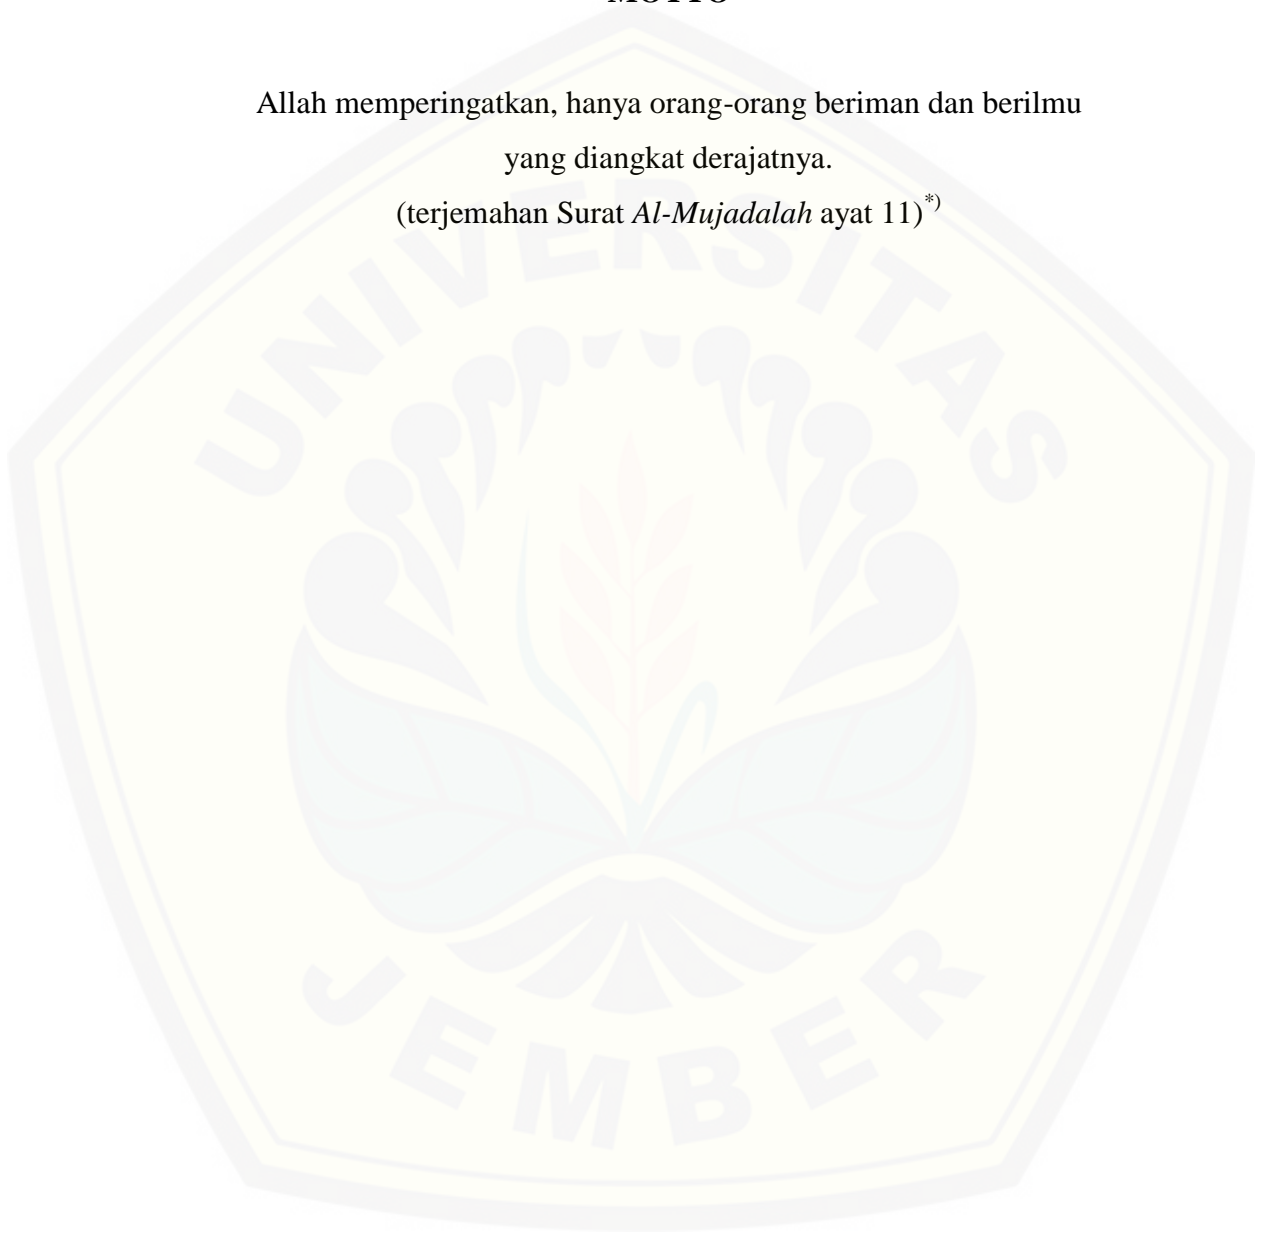 MOTTO
Allah memperingatkan, hanya orang-orang beriman dan berilmu
yang diangkat derajatnya.
(terjemahan Surat Al-Mujadalah ayat 11)*)
UNIVERSITAS
JEMBER